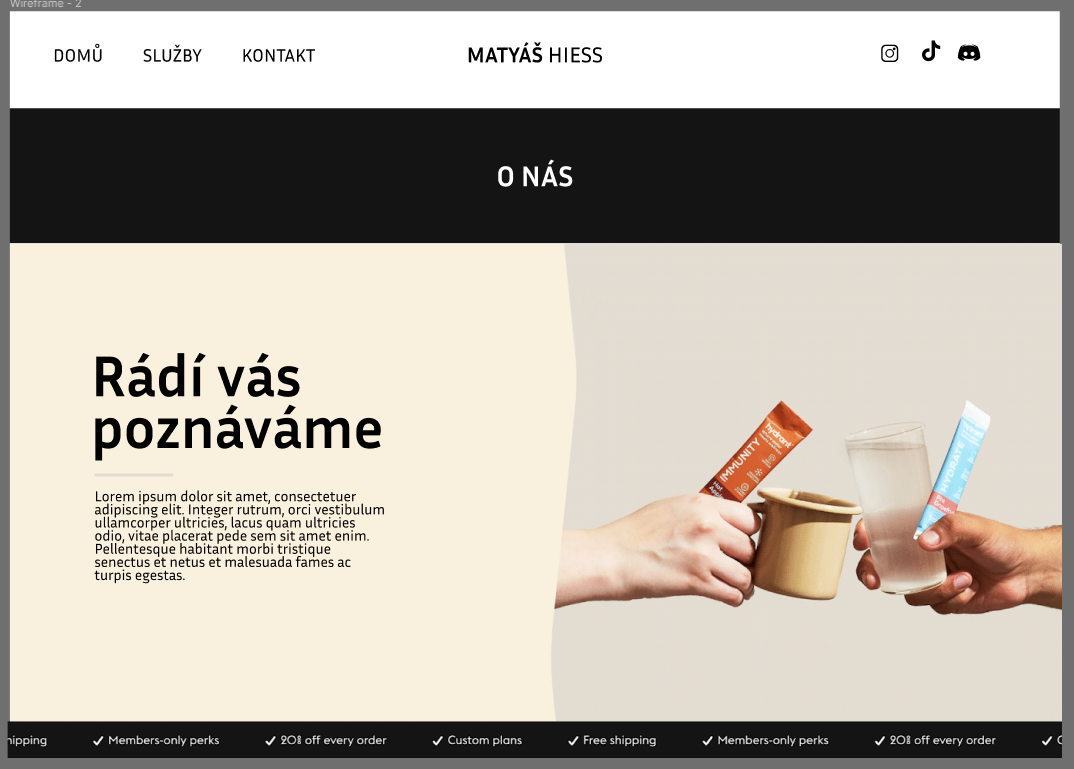 Wireframe - 2
DOMŮ SLUŽBY KONTAKT MATYÁŠ HIESS
O NÁS
Rádí vás
poznáváme
Lorem ipsum dolor sit amet, consectetuer
adipiscing elit. Integer rutrum, orci vestibulum
ullamcorper ultricies, lacus quam ultricies
odio, vitae placerat pede sem sit amet enim.
Pellentesque habitant morbi tristique
senectus et netus et malesuada fames ac
turpis egestas.
hydrant
IMMUNITY
HYDRATE
hipping Members-only perks 20% off every order Custom plans Free shipping Members-only perks 20% off every order